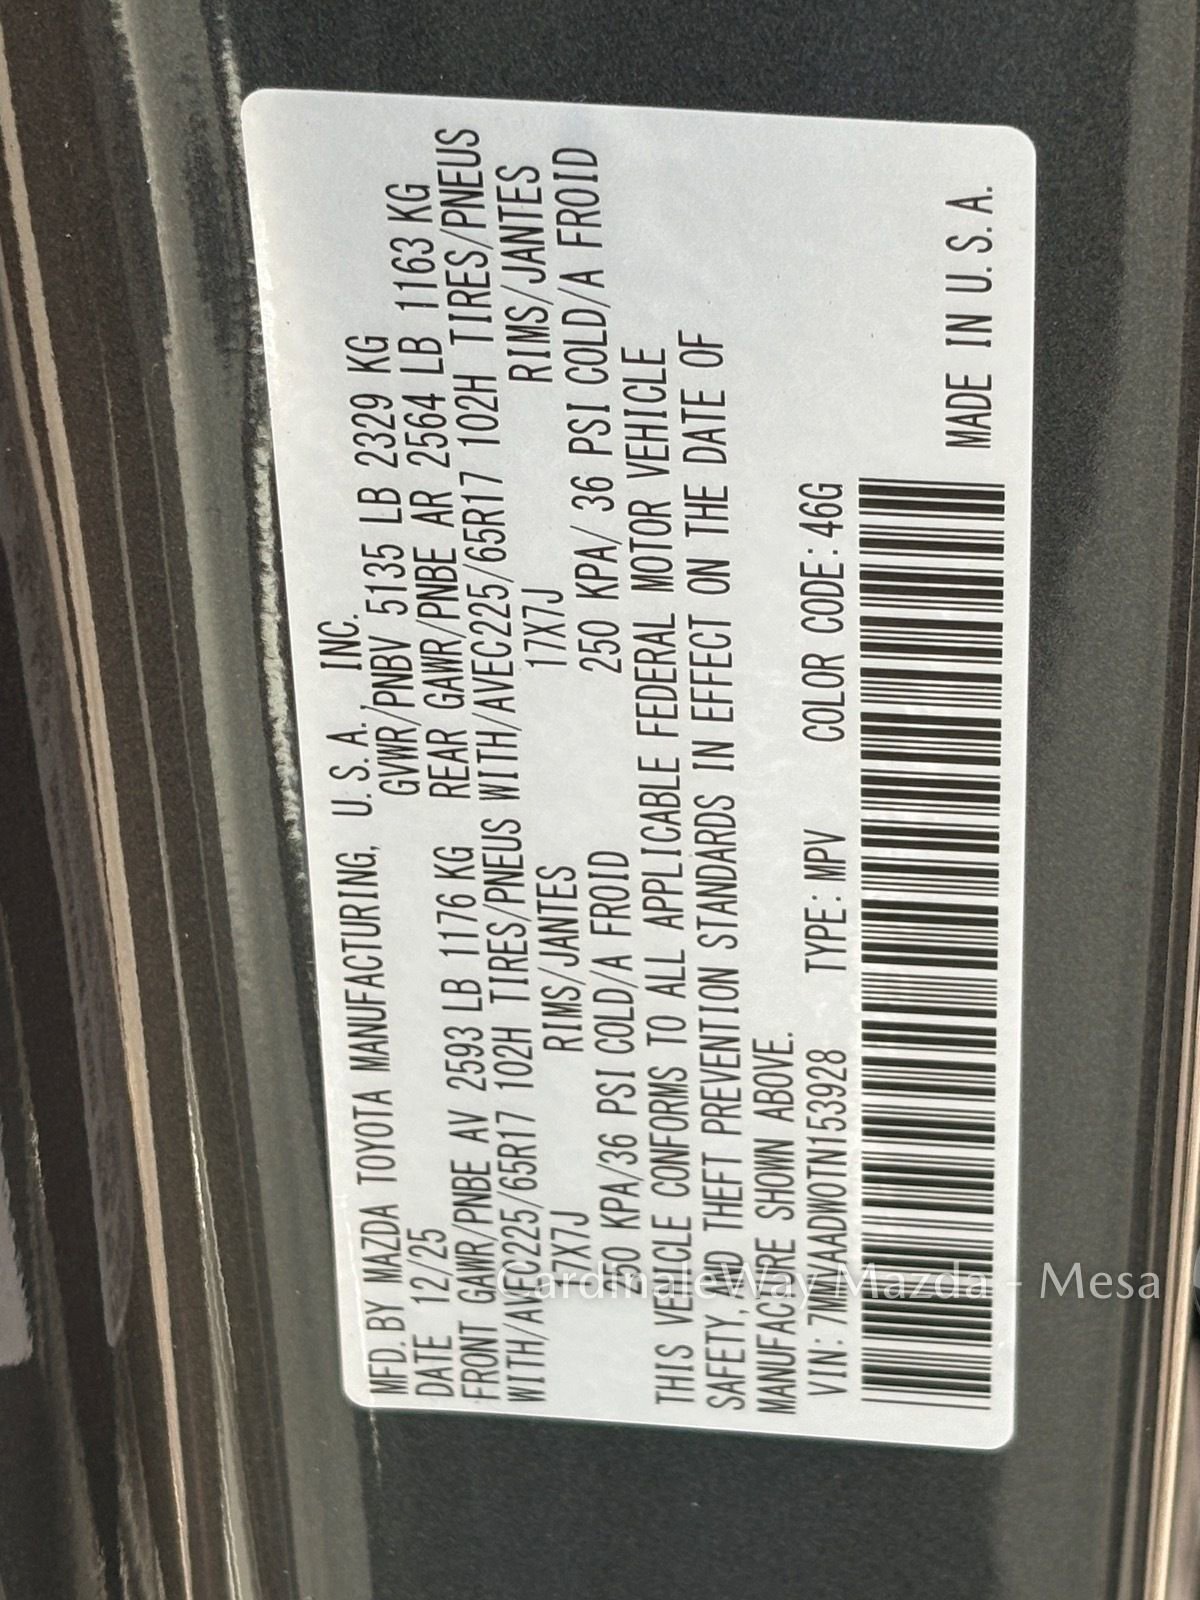 MFD. BY MAZDA TOYOTA MANUFACTURING, U. S. A., INC.
DATE 12/25 GVWR/PNBV 5135 LB 2329 KG
FRONT GAWR/PNBE AV 2593 LB 1176 KG REAR GAWR/PNBE AR 2564 LB 1163 KG
WITH/AVEC225/65R17 102H TIRES/PNEUS WITH/AVEC225/65R17 102H TIRES/PNEUS
17X7J RIMS/JANTES 17X7J RIMS/JANTES
250 KPA/36 PSI COLD/A FROID 250 KPA/ 36 PSI COLD/A FROID
THIS VEHICLE CONFORMS TO ALL APPLICABLE FEDERAL MOTOR VEHICLE
SAFETY, AND THEFT PREVENTION STANDARDS IN EFFECT ON THE DATE OF
MANUFACTURE SHOWN ABOVE.
VIN: 7MMVAADW0TN153928 TYPE: MPV COLOR CODE: 46G
MADE IN U. S. A.
CardinaleWay Mazda - Mesa